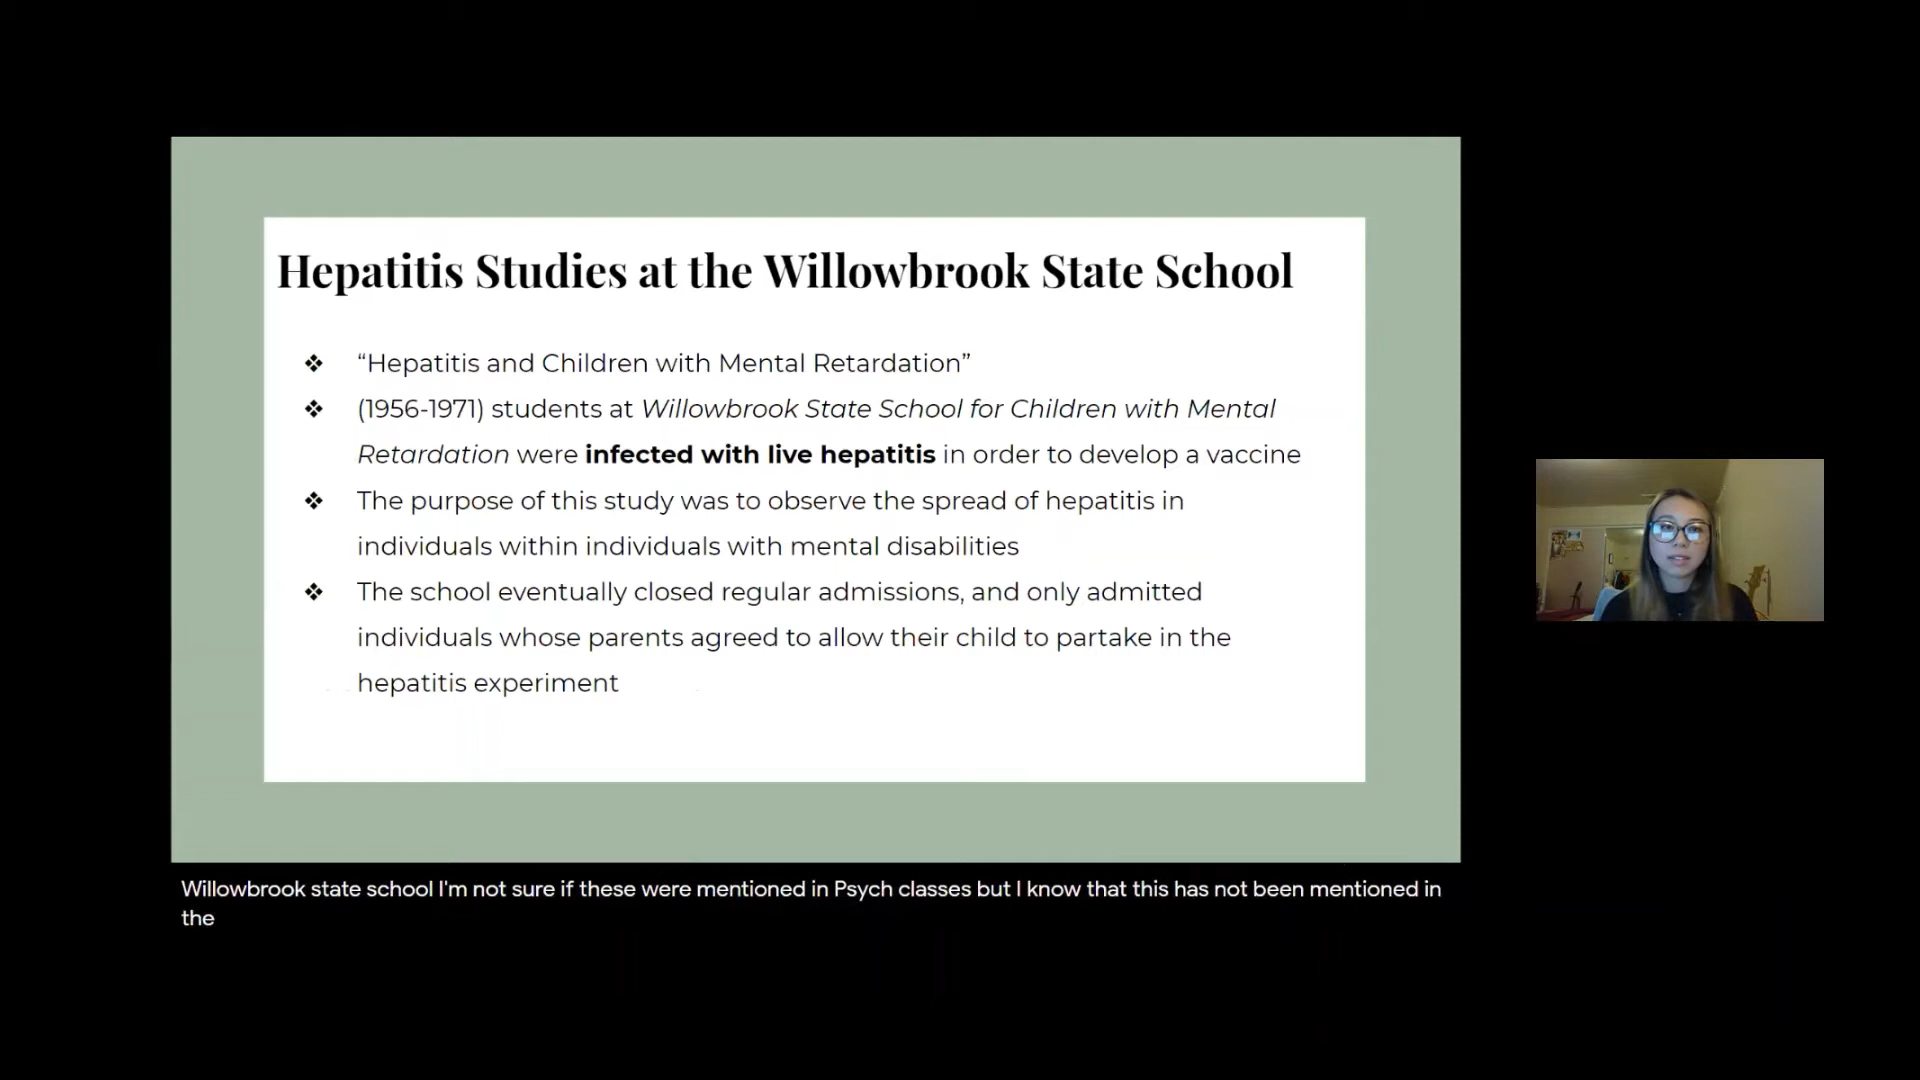 Hepatitis Studies at the Willowbrook State School
❖ “Hepatitis and Children with Mental Retardation”
❖ (1956-1971) students at Willowbrook State School for Children with Mental
Retardation were infected with live hepatitis in order to develop a vaccine
❖ The purpose of this study was to observe the spread of hepatitis in
individuals within individuals with mental disabilities
❖ The school eventually closed regular admissions, and only admitted
individuals whose parents agreed to allow their child to partake in the
hepatitis experiment
Willowbrook state school I'm not sure if these were mentioned in Psych classes but I know that this has not been mentioned in
the